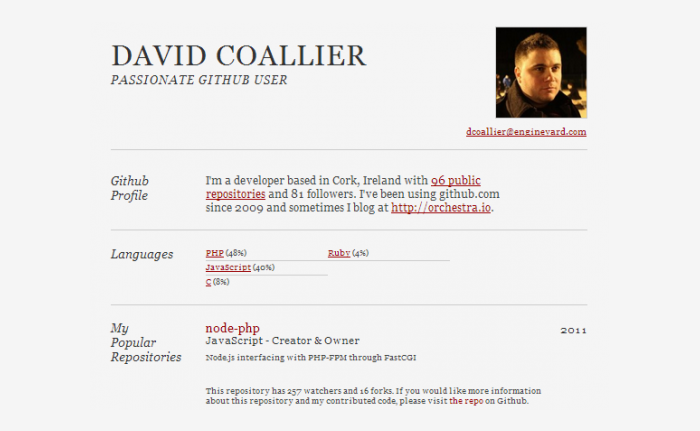 DAVID COALLIER
PASSIONATE GITHUB USER
dcoallier@engineyard.com
Github
Profile
I'm a developer based in Cork, Ireland with 96 public
repositories and 81 followers. I've been using github.com
since 2009 and sometimes I blog at http://orchestra.io.
Languages
PHP (48%) Ruby (4%)
JavaScript (40%)
C (8%)
My
Popular
Repositories
node-php 2011
JavaScript - Creator & Owner
Node.js interfacing with PHP-FPM through FastCGI
This repository has 257 watchers and 16 forks. If you would like more information
about this repository and my contributed code, please visit the repo on Github.